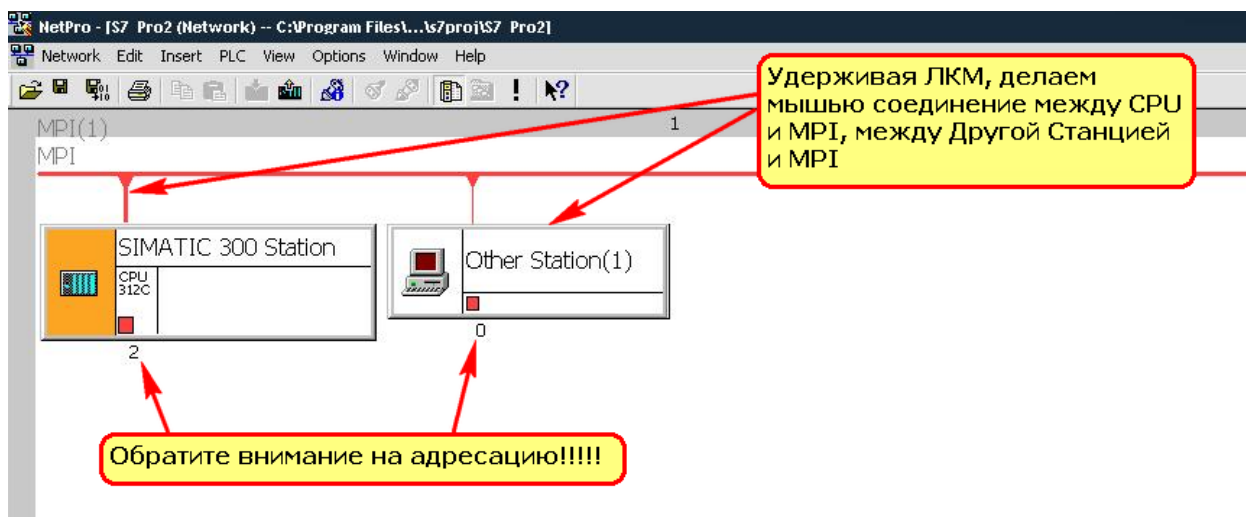 NetPro - [S7_Pro2 (Network) -- C:\Program Files\...\s7proj\S7_Pro2]
Network Edit Insert PLC View Options Window Help
Удерживая ЛКМ, делаем
мышью соединение между CPU
и MPI, между Другой Станцией
и MPI
MPI(1)
1
MPI
SIMATIC 300 Station
CPU
312C
2
Other Station(1)
0
Обратите внимание на адресацию!!!!!